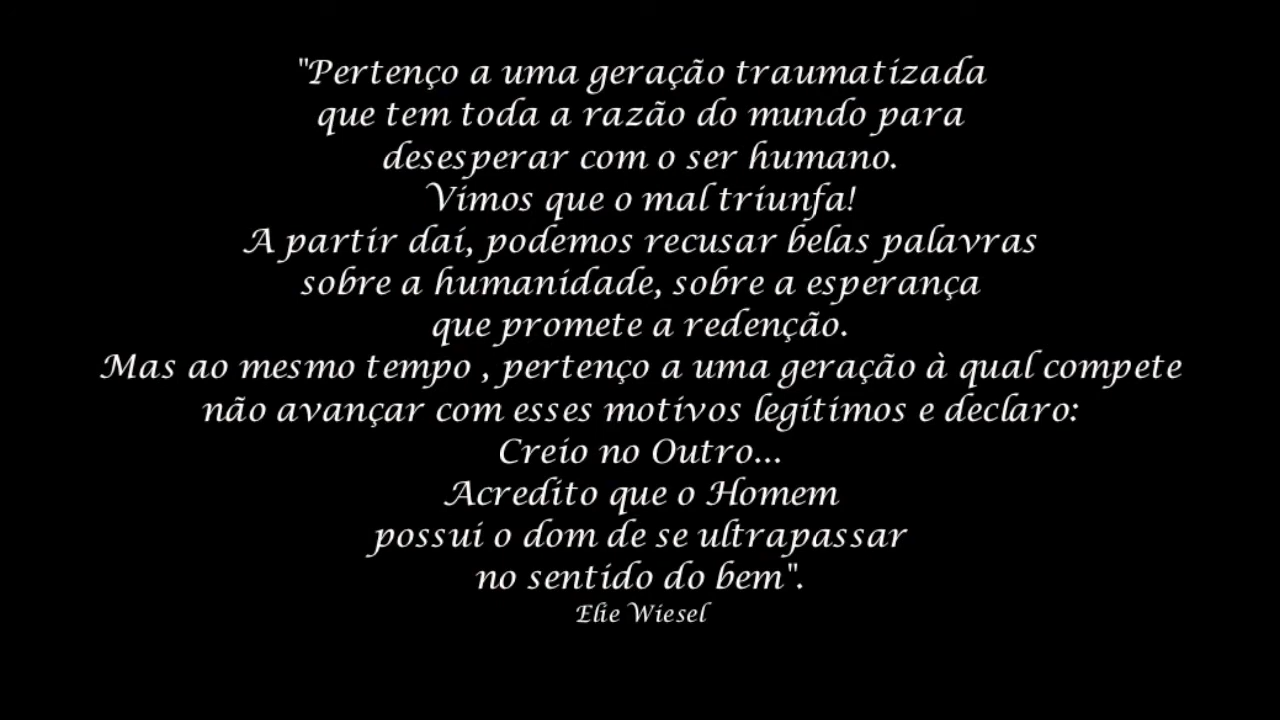 "Pertenço a uma geração traumatizada
que tem toda a razão do mundo para
desesperar com o ser humano.
Vimos que o mal triunfa!
A partir daí, podemos recusar belas palavras
sobre a humanidade, sobre a esperança
que promete a redenção.
Mas ao mesmo tempo , pertenço a uma geração à qual compete
não avançar com esses motivos legítimos e declaro:
Creio no Outro...
Acredito que o Homem
possui o dom de se ultrapassar
no sentido do bem".
Elie Wiesel